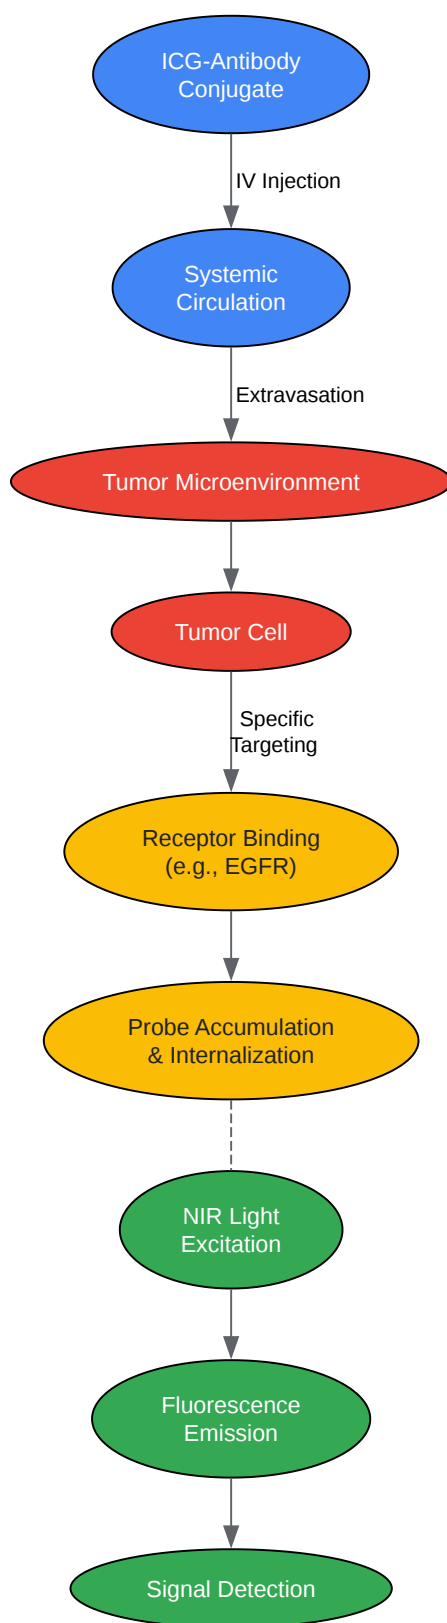 ICG-Antibody
Conjugate
IV Injection
Systemic
Circulation
Extravasation
Tumor Microenvironment
Tumor Cell
Specific
Targeting
Receptor Binding
(e.g., EGFR)
Probe Accumulation
& Internalization
NIR Light
Excitation
Fluorescence
Emission
Signal Detection